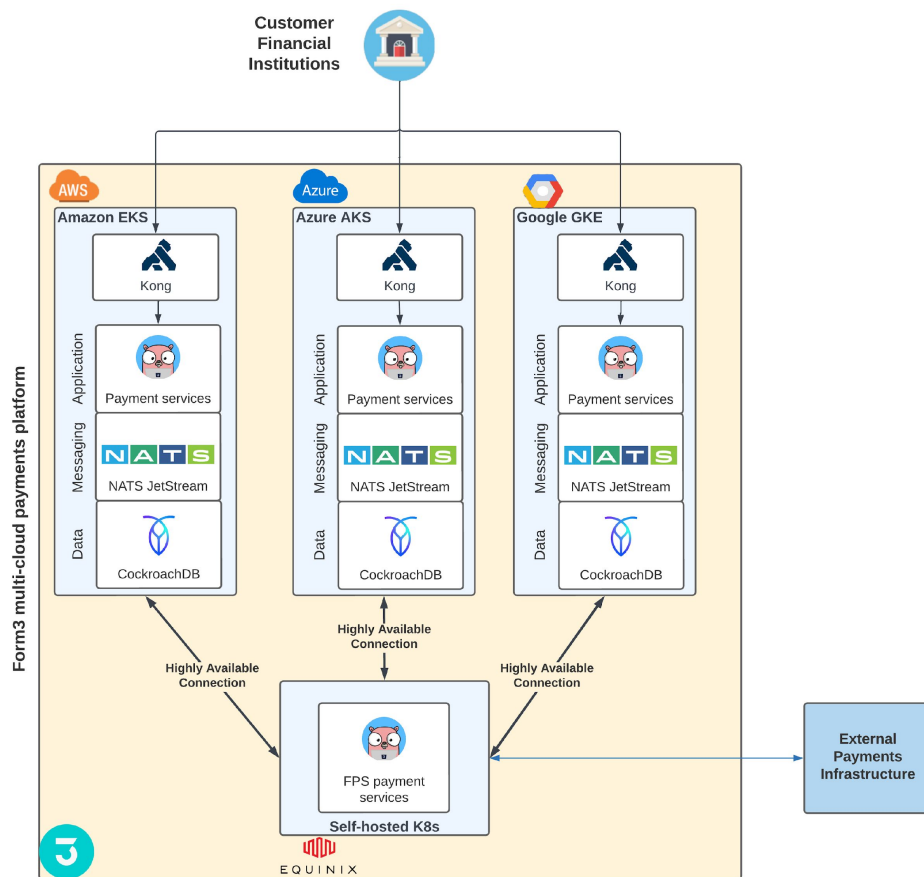 Customer
Financial
Institutions
AWS
Azure
Amazon EKS
Azure AKS
Google GKE
Kong
Kong
Kong
Application
Payment services
Application
Payment services
Application
Payment services
Messaging
NATS
NATS JetStream
Messaging
NATS
NATS JetStream
Messaging
NATS
NATS JetStream
Data
CockroachDB
Data
CockroachDB
Data
CockroachDB
Form3 multi-cloud payments platform
Highly Available
Connection
Highly Available
Connection
Highly Available
Connection
FPS payment
services
Self-hosted K8s
External
Payments
Infrastructure
3
EQUINIX